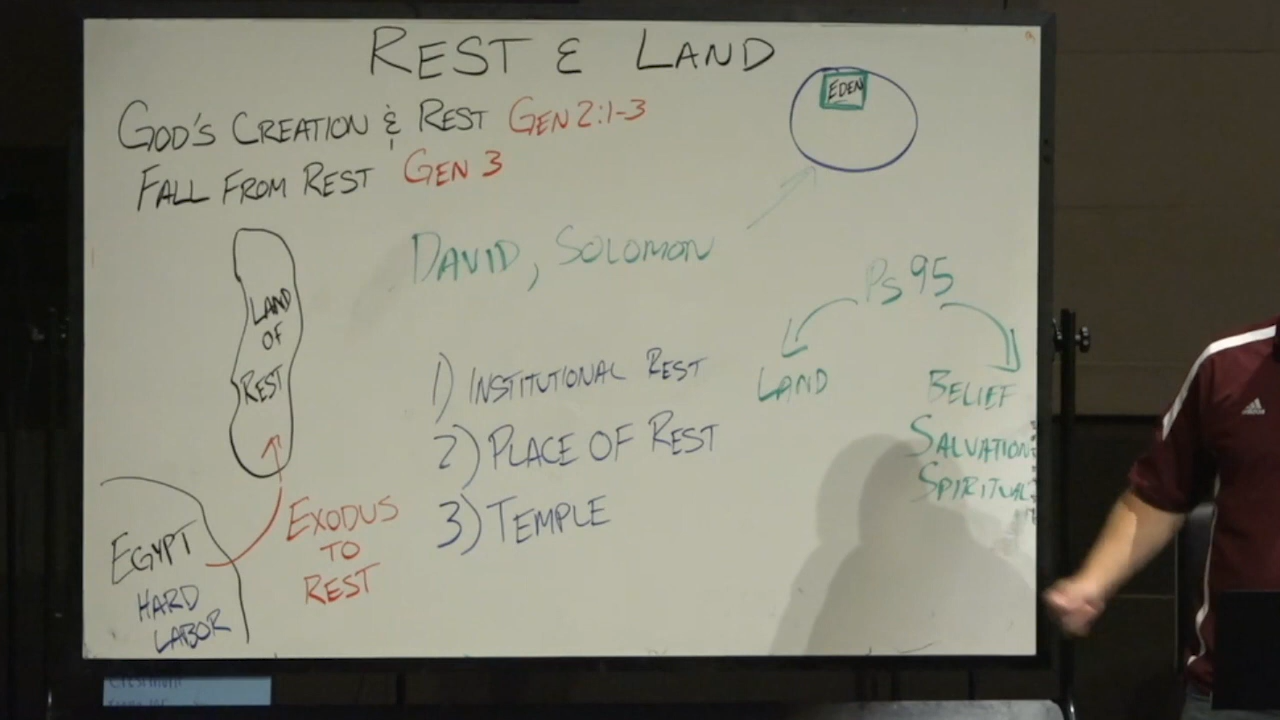 REST & LAND
EDEN
GOD'S CREATION & REST GEN 2:1-3
FALL FROM REST GEN 3
DAVID, SOLOMON
PS 95
LAND
OF
REST
1) INSTITUTIONAL REST
2) PLACE OF REST
3) TEMPLE
LAND
BELIEF
SALVATION
SPIRITUAL
EGYPT
HARD
LABOR
EXODUS
TO
REST